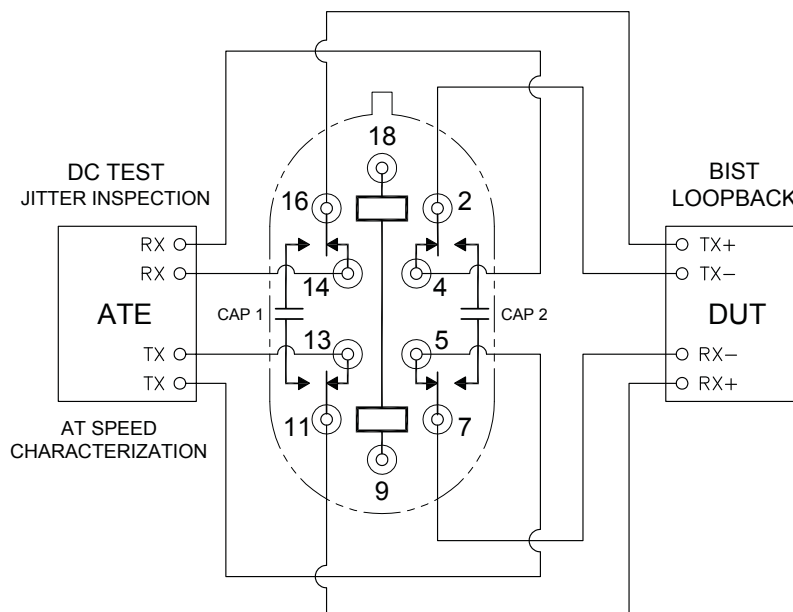 DC TEST
JITTER INSPECTION
RX
RX
ATE
TX
TX
AT SPEED
CHARACTERIZATION
18
16
2
14
4
CAP 1
CAP 2
13
5
11
7
9
BIST
LOOPBACK
TX+
TX-
DUT
RX-
RX+